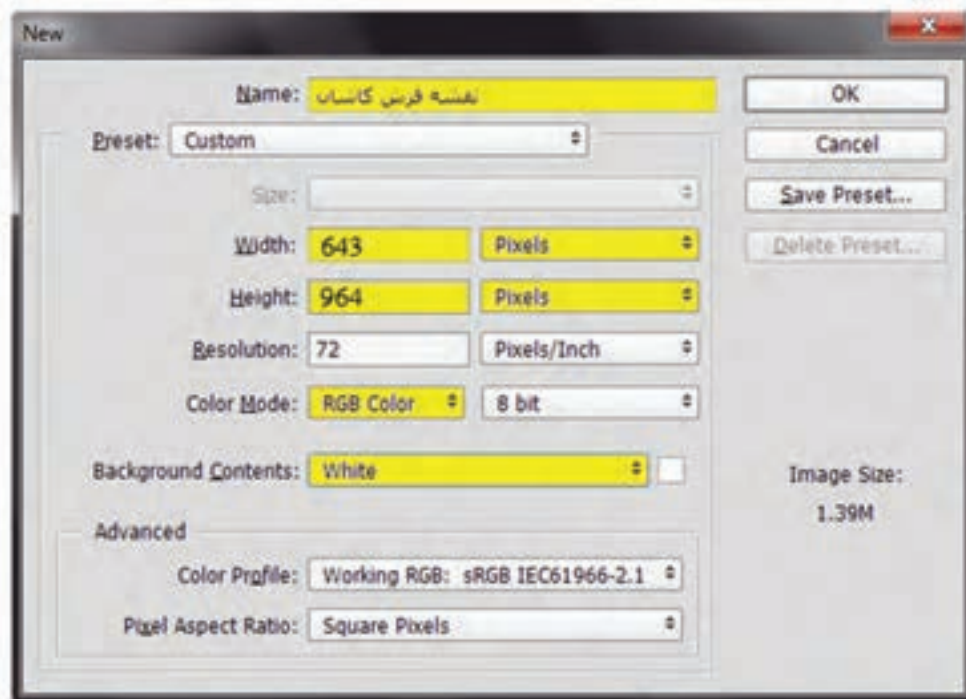 New
Name: نقشه فرش کاشان
OK
Preset: Custom
Cancel
Size:
Save Preset...
Width: 643 Pixels
Delete Preset...
Height: 964 Pixels
Resolution: 72 Pixels/Inch
Color Mode: RGB Color 8 bit
Background Contents: White
Image Size:
1.39M
Advanced
Color Profile: Working RGB: sRGB IEC61966-2.1
Pixel Aspect Ratio: Square Pixels